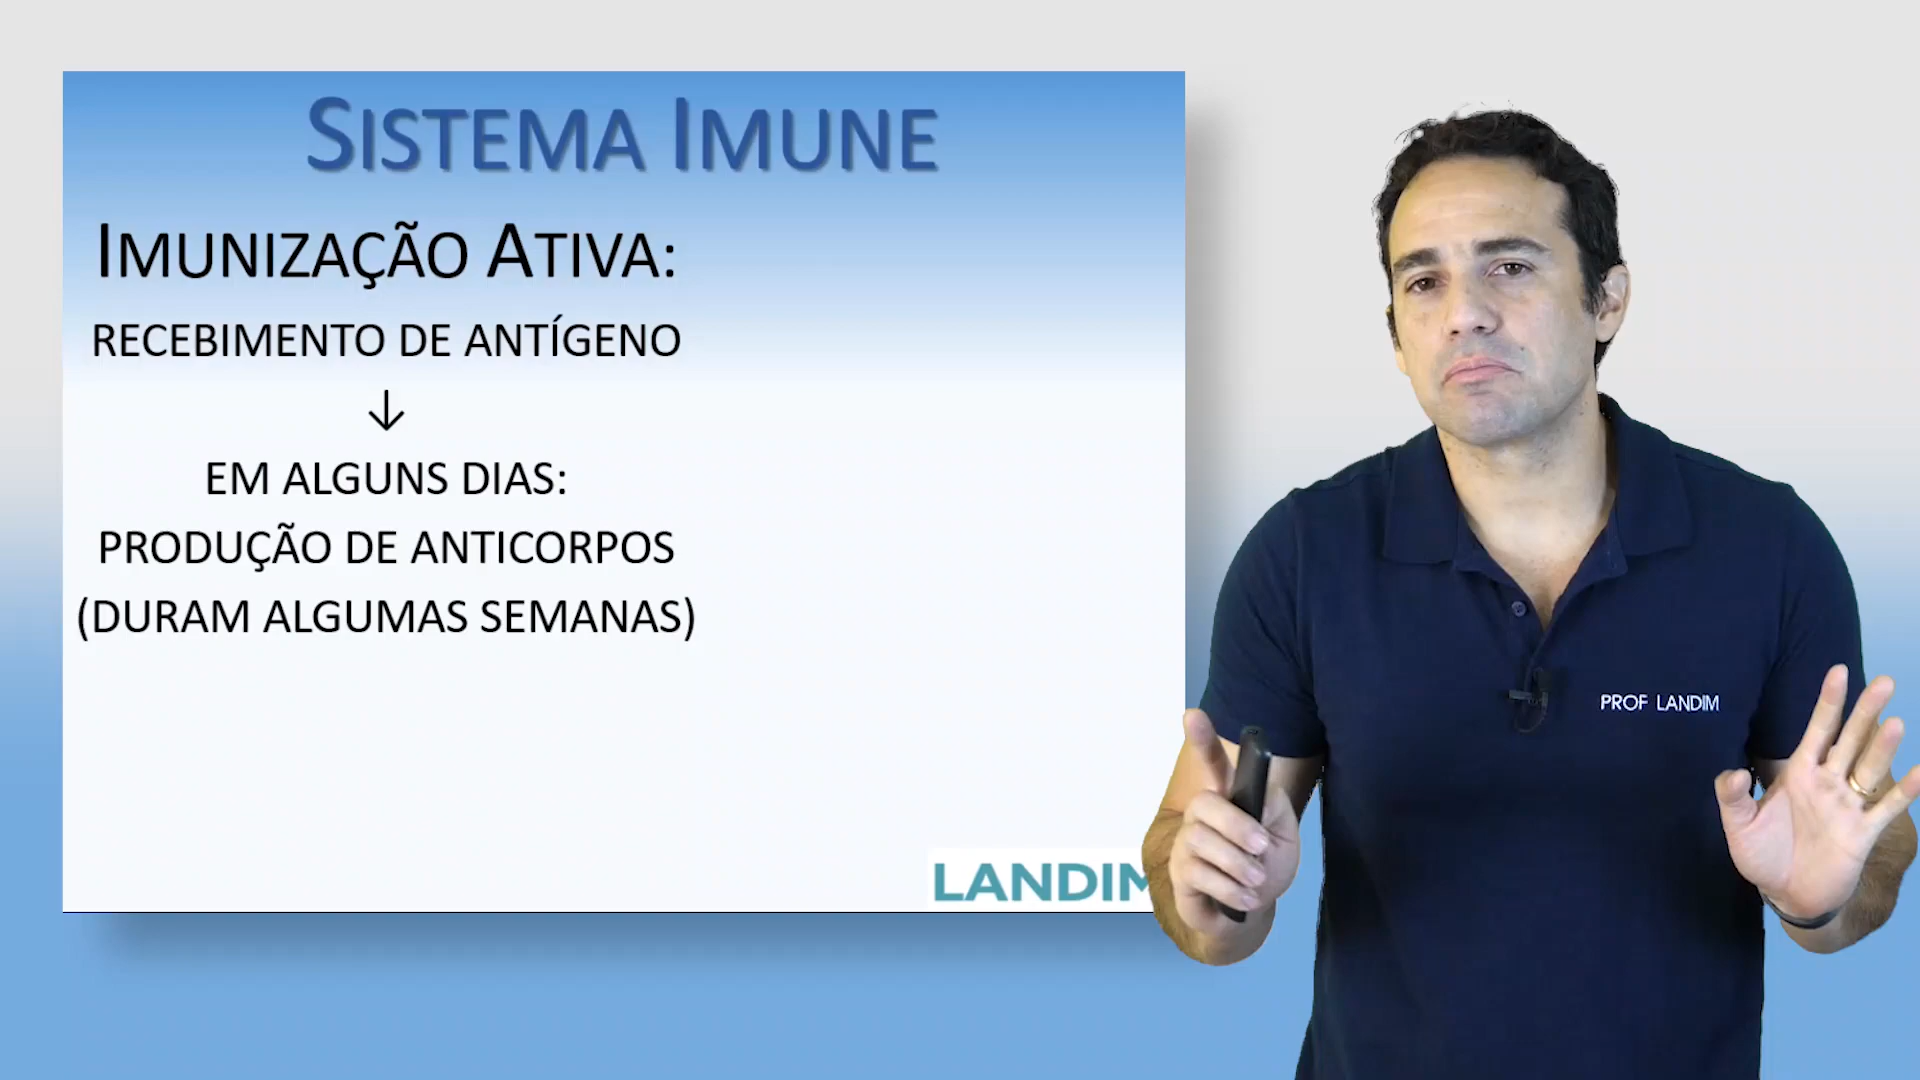 SISTEMA IMUNE
IMUNIZAÇÃO ATIVA:
RECEBIMENTO DE ANTÍGENO
↓
EM ALGUNS DIAS:
PRODUÇÃO DE ANTICORPOS
(DURAM ALGUMAS SEMANAS)
LANDIM
PROF LANDIM